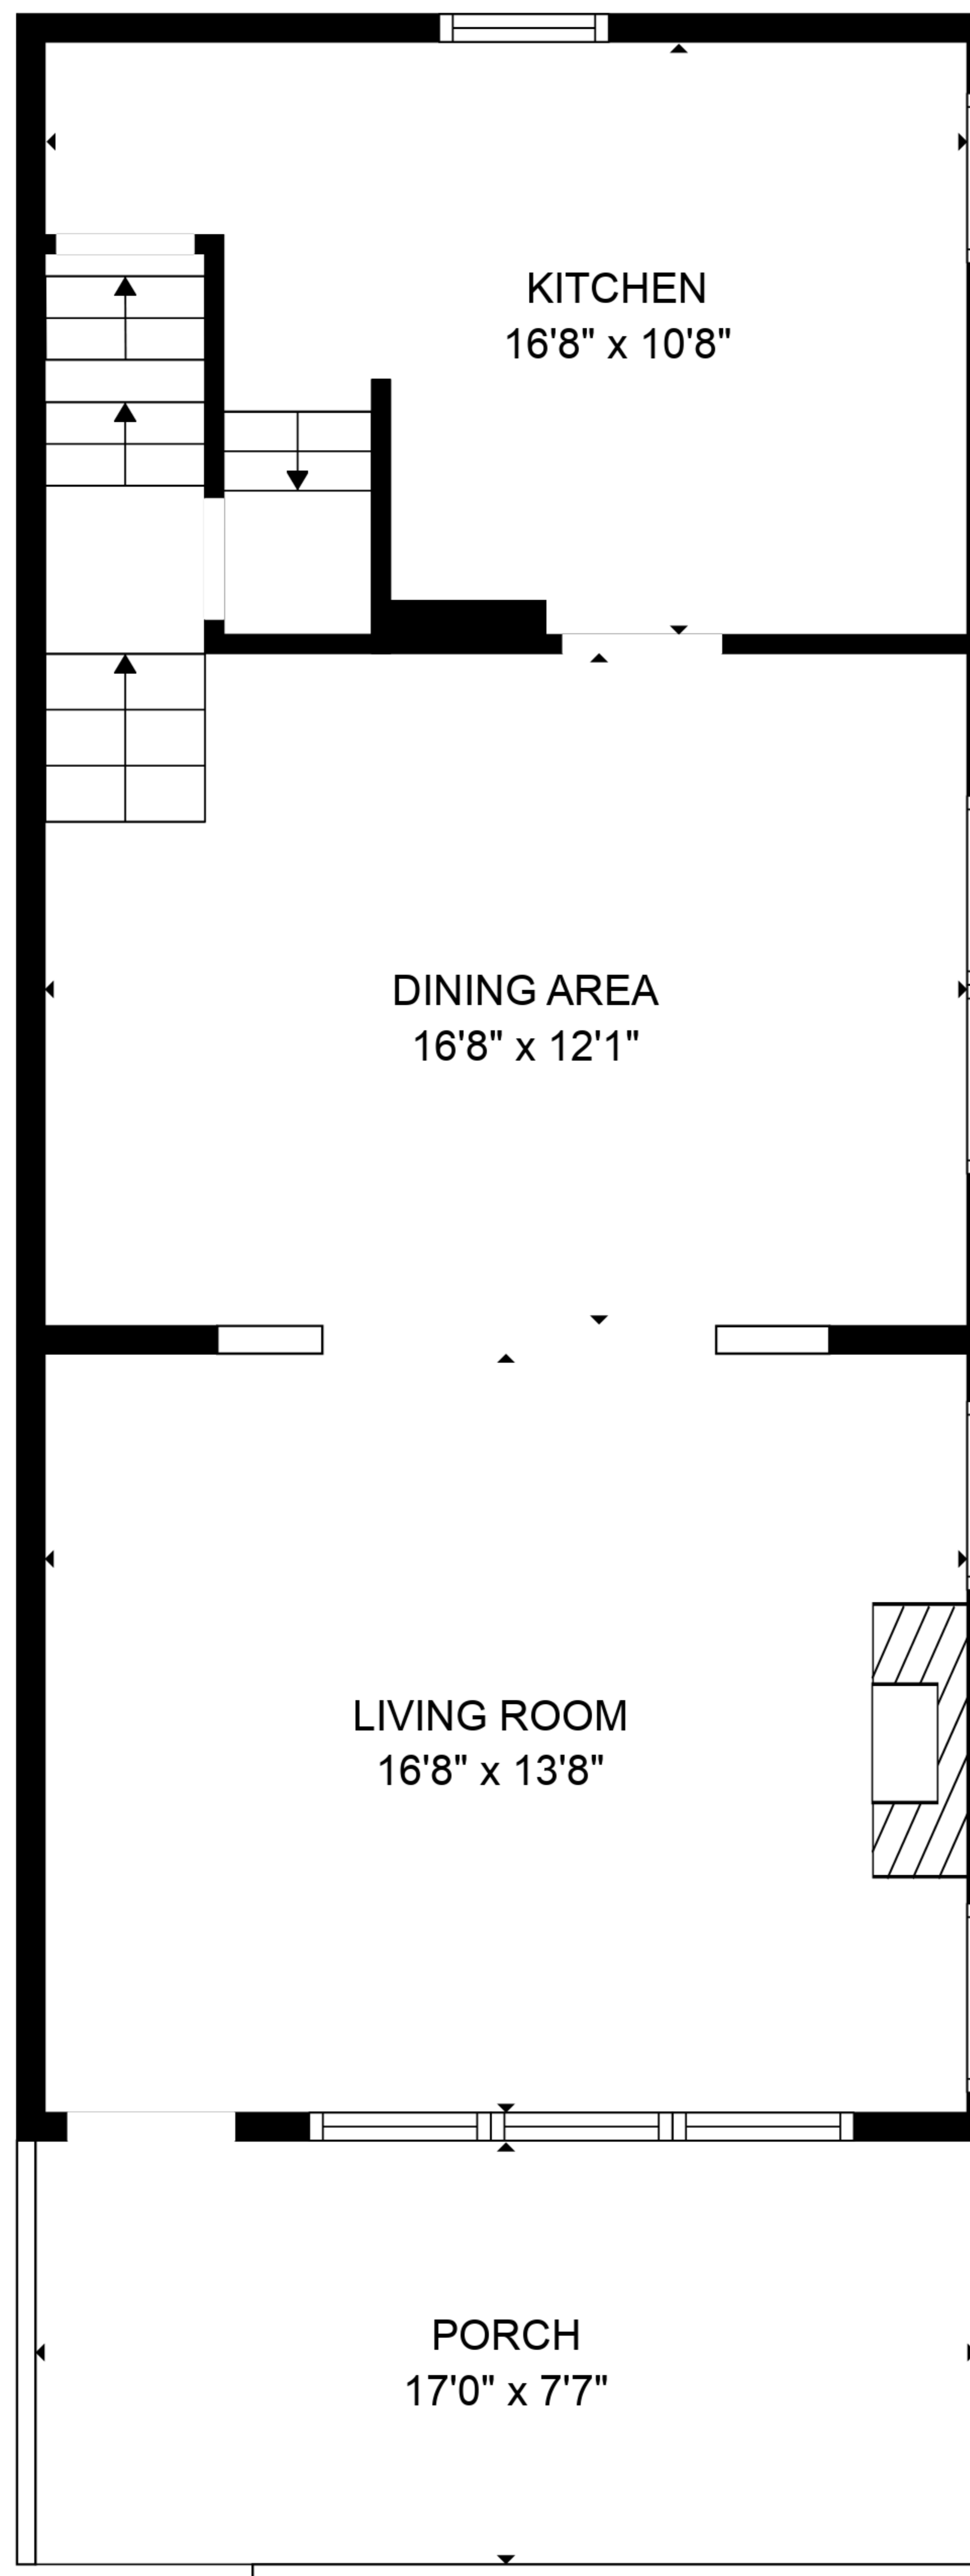 KITCHEN
16'8" x 10'8"
DINING AREA
16'8" x 12'1"
LIVING ROOM
16'8" x 13'8"
PORCH
17'0" x 7'7"